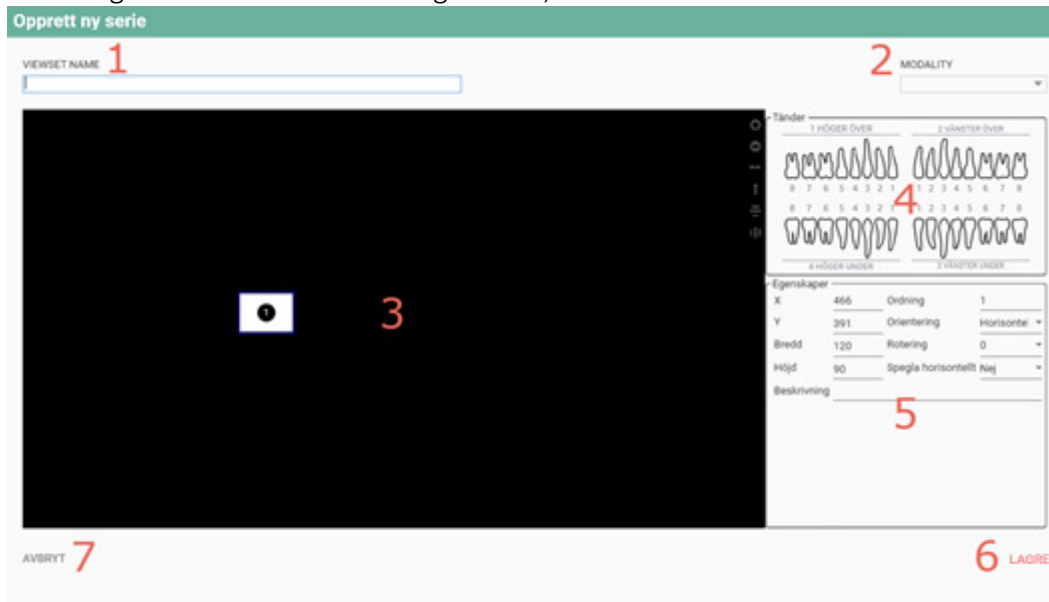 Opprett ny serie
VIEWSET NAME 1
2 MODALITY
Tänder
1 HÖGER ÖVER 2 VÄNSTER ÖVER
8 7 6 5 4 3 2 1 1 2 3 4 5 6 7 8
4
8 7 6 5 4 3 2 1 1 2 3 4 5 6 7 8
4 HÖGER UNDER 3 VÄNSTER UNDER
1
3
Egenskaper
X 466 Ordning 1
Y 391 Orientering Horisontel
Bredd 120 Rotering 0
Höjd 90 Spegla horisontellt Nej
Beskrivning
5
AVBRYT 7
6 LAGRE